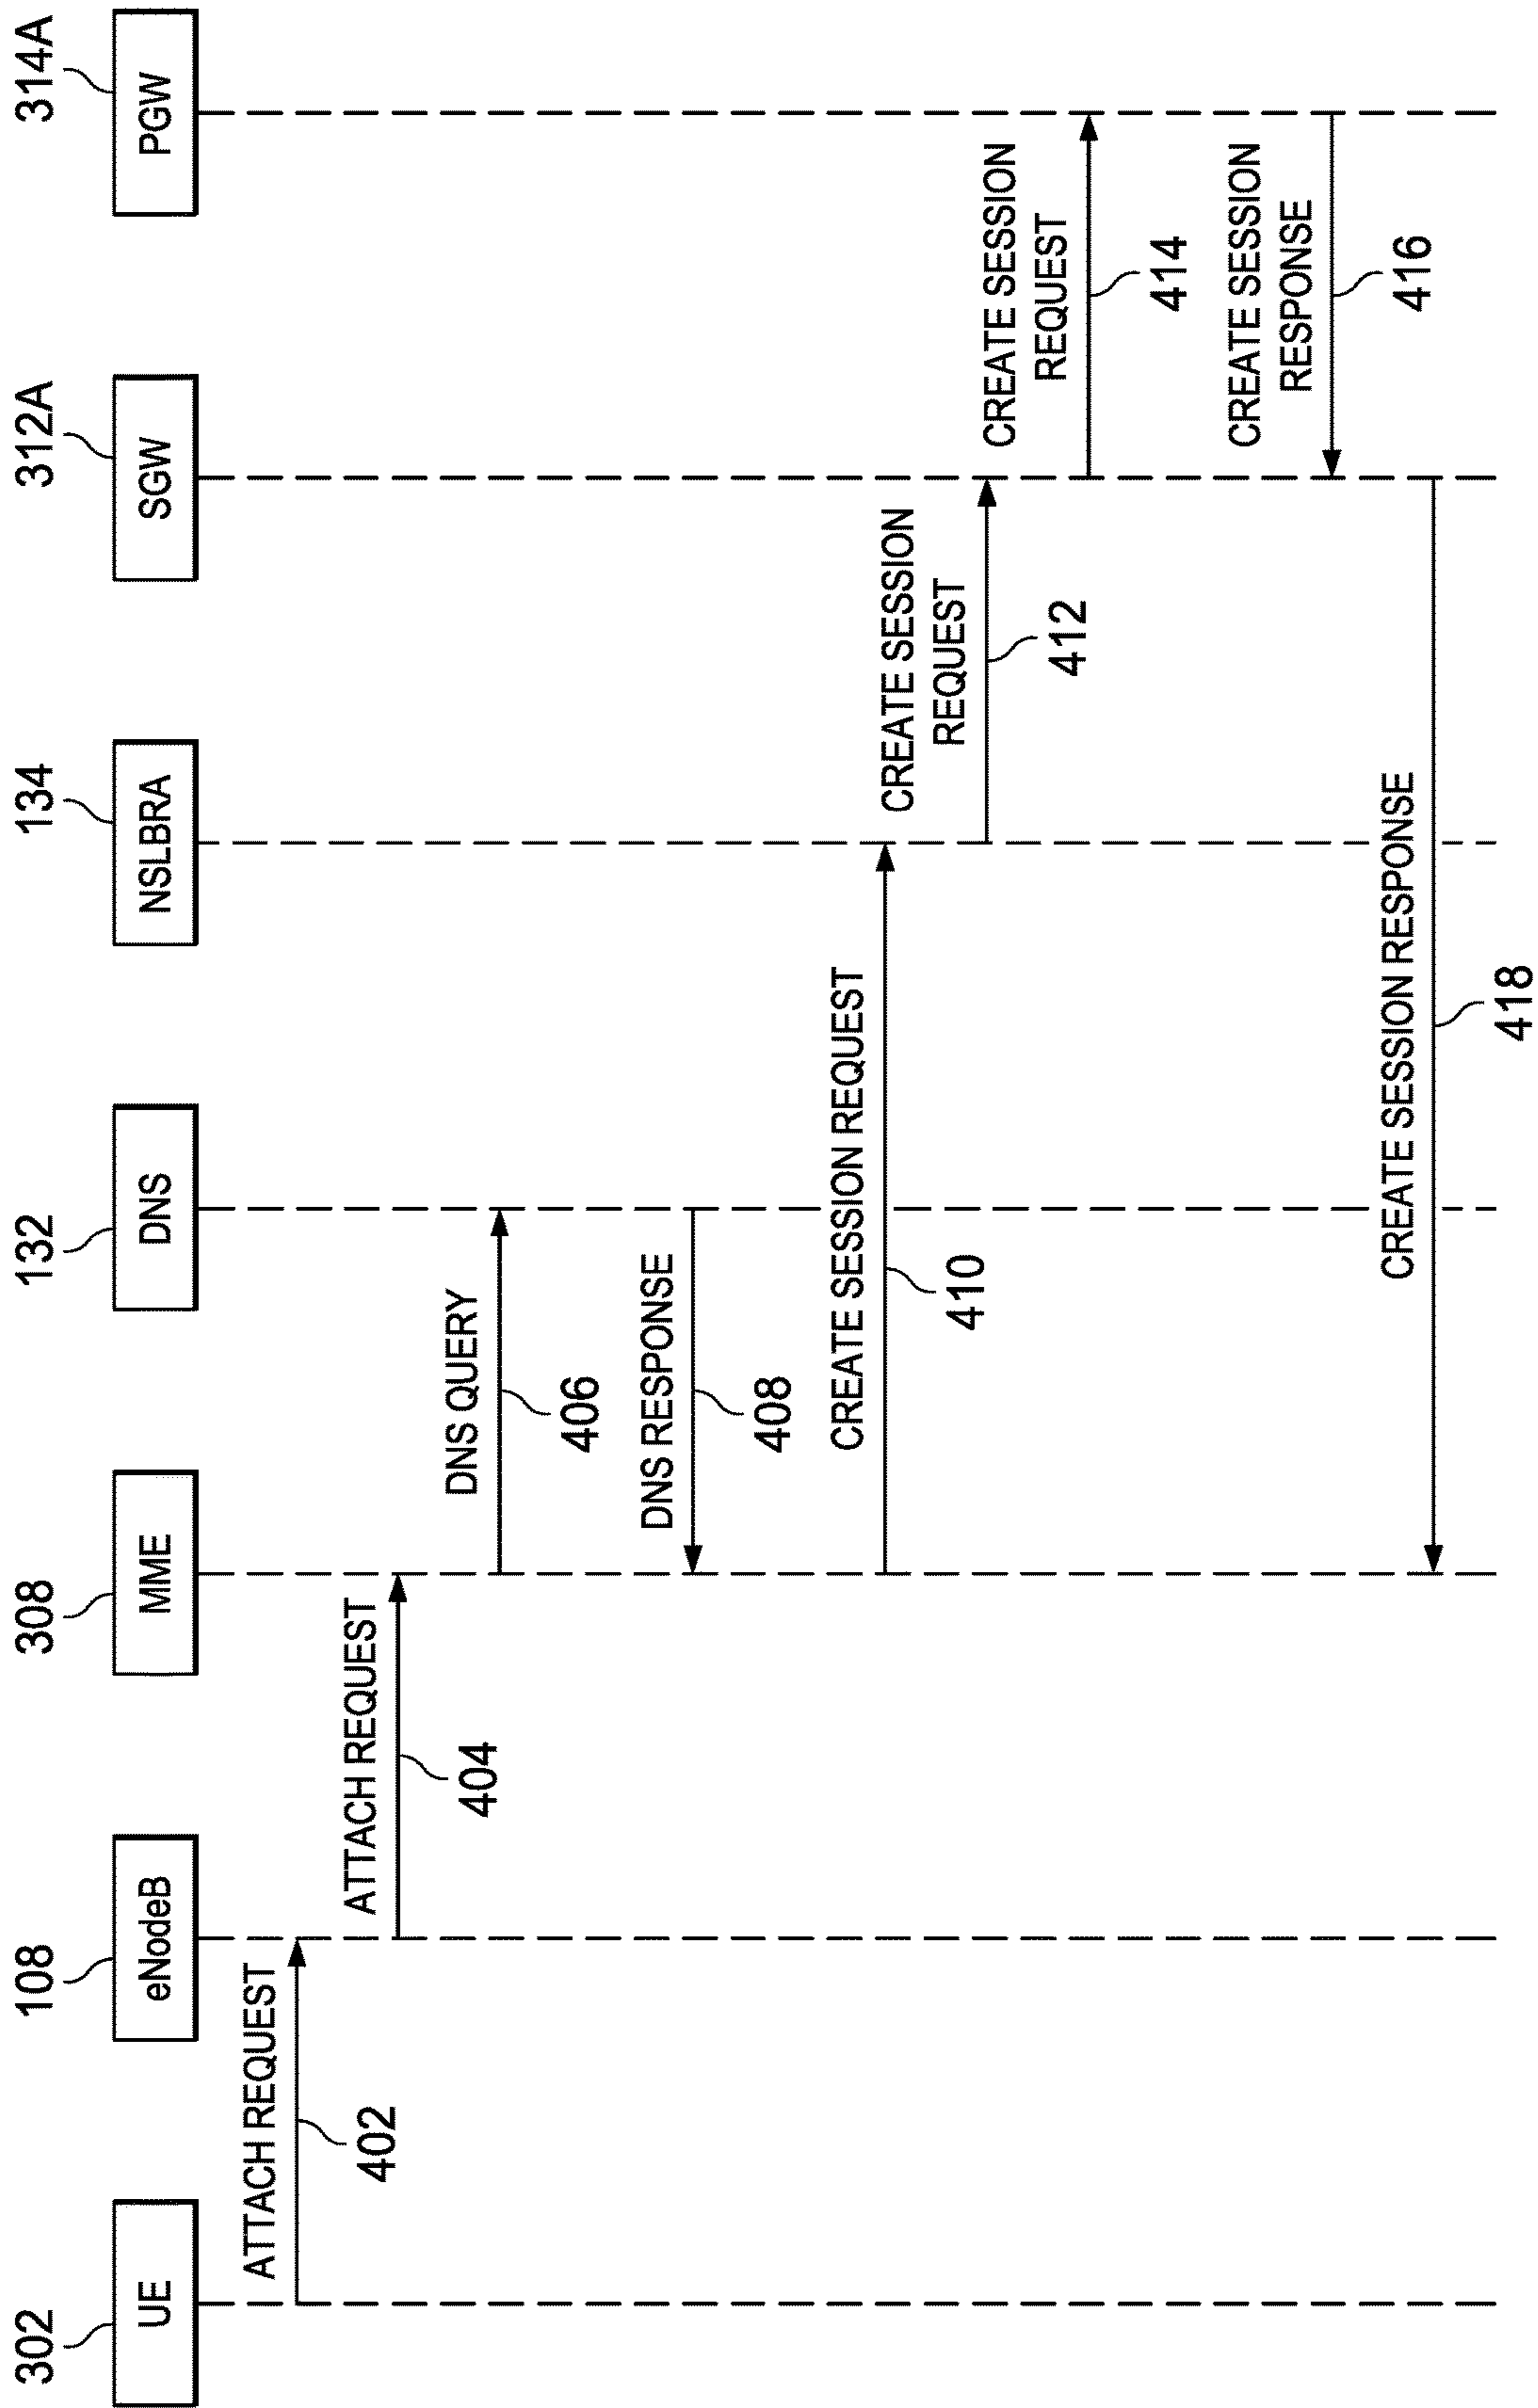 302
108
308
132
134
312A
314A
UE
eNodeB
MME
DNS
NSLBRA
SGW
PGW
ATTACH REQUEST
402
ATTACH REQUEST
404
DNS QUERY
406
DNS RESPONSE
408
CREATE SESSION REQUEST
410
CREATE SESSION
REQUEST
412
CREATE SESSION
REQUEST
414
CREATE SESSION
RESPONSE
416
CREATE SESSION RESPONSE
418